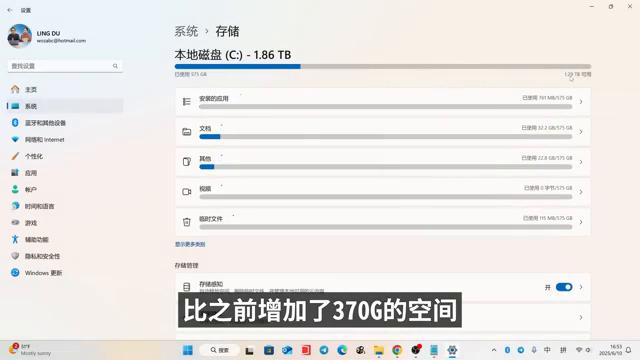 设置
LING DU
wozabc@hotmail.com
查找设置
主页
系统
蓝牙和其他设备
网络和 Internet
个性化
应用
帐户
时间和语言
游戏
辅助功能
隐私和安全性
Windows 更新
系统 › 存储
本地磁盘 (C:) - 1.86 TB
已使用 575 GB
1.29 TB 可用
安装的应用
已使用 791 MB/575 GB
文档
已使用 32.2 GB/575 GB
其他
已使用 22.8 GB/575 GB
视频
已使用 0 字节/575 GB
临时文件
已使用 115 MB/575 GB
显示更多类别
存储管理
存储感知
开
比之前增加了370G的空间
51°F
Mostly sunny
搜索
中
拼
16:53
2025/6/10